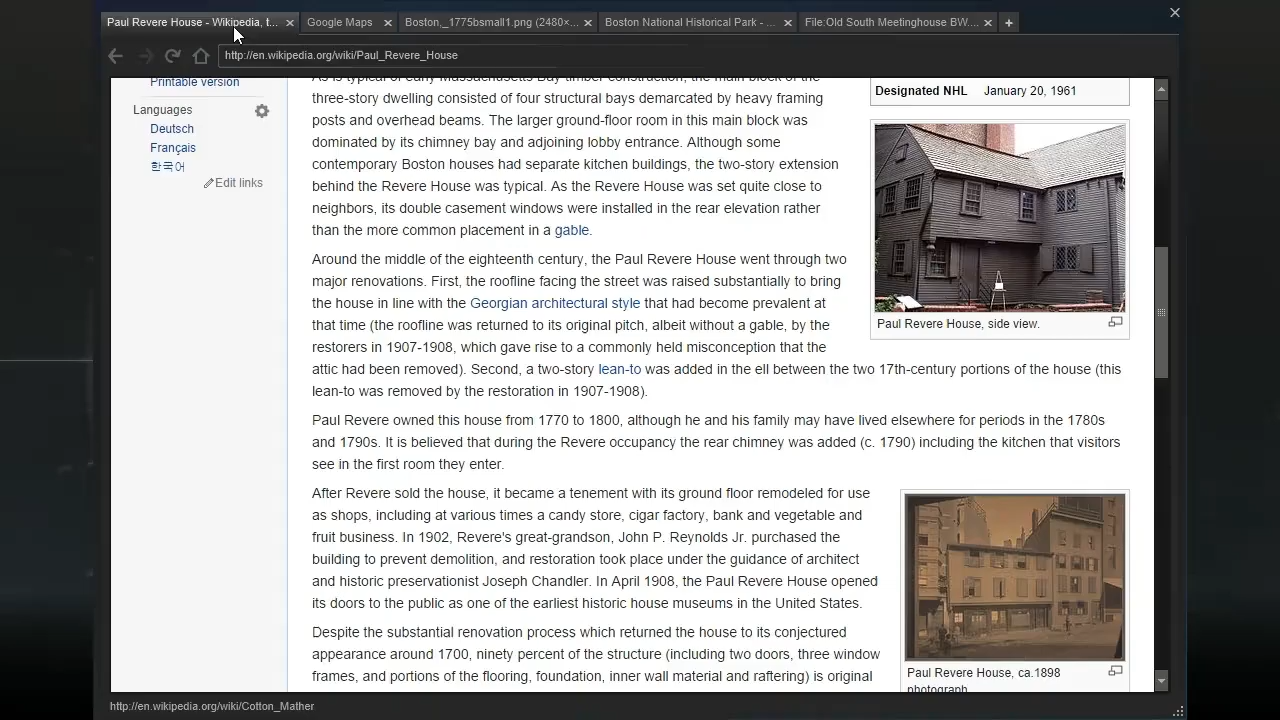 Paul Revere House - Wikipedia, t...
Google Maps
Boston,_1775bsmall1.png (2480×...
Boston National Historical Park - ...
File:Old South Meetinghouse BW....
http://en.wikipedia.org/wiki/Paul_Revere_House
Printable version
Languages
Deutsch
Français
한국어
Edit links
As is typical of early Massachusetts Bay timber construction, the main block of the
three-story dwelling consisted of four structural bays demarcated by heavy framing
posts and overhead beams. The larger ground-floor room in this main block was
dominated by its chimney bay and adjoining lobby entrance. Although some
contemporary Boston houses had separate kitchen buildings, the two-story extension
behind the Revere House was typical. As the Revere House was set quite close to
neighbors, its double casement windows were installed in the rear elevation rather
than the more common placement in a gable.
Around the middle of the eighteenth century, the Paul Revere House went through two
major renovations. First, the roofline facing the street was raised substantially to bring
the house in line with the Georgian architectural style that had become prevalent at
that time (the roofline was returned to its original pitch, albeit without a gable, by the
restorers in 1907-1908, which gave rise to a commonly held misconception that the
attic had been removed). Second, a two-story lean-to was added in the ell between the two 17th-century portions of the house (this
lean-to was removed by the restoration in 1907-1908).
Paul Revere owned this house from 1770 to 1800, although he and his family may have lived elsewhere for periods in the 1780s
and 1790s. It is believed that during the Revere occupancy the rear chimney was added (c. 1790) including the kitchen that visitors
see in the first room they enter.
After Revere sold the house, it became a tenement with its ground floor remodeled for use
as shops, including at various times a candy store, cigar factory, bank and vegetable and
fruit business. In 1902, Revere's great-grandson, John P. Reynolds Jr. purchased the
building to prevent demolition, and restoration took place under the guidance of architect
and historic preservationist Joseph Chandler. In April 1908, the Paul Revere House opened
its doors to the public as one of the earliest historic house museums in the United States.
Despite the substantial renovation process which returned the house to its conjectured
appearance around 1700, ninety percent of the structure (including two doors, three window
frames, and portions of the flooring, foundation, inner wall material and raftering) is original
Designated NHL January 20, 1961
Paul Revere House, side view.
Paul Revere House, ca.1898
photograph
http://en.wikipedia.org/wiki/Cotton_Mather